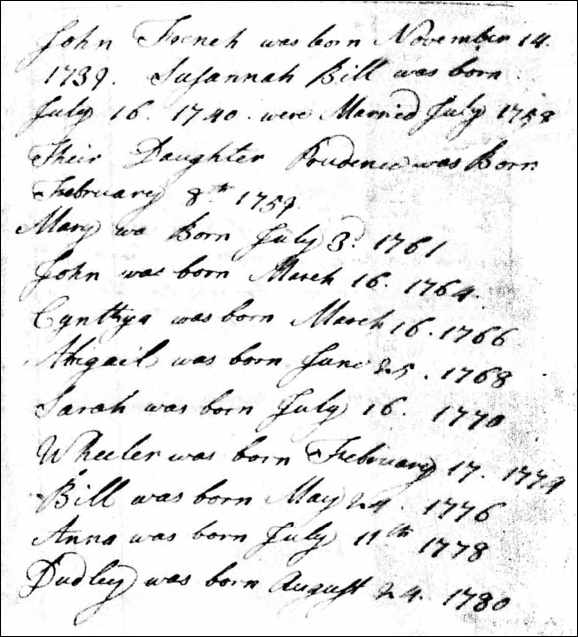 John French was born November 14.
1739. Susannah Bill was born
July 16. 1740. were Married July 1758
Their Daughter Prudence was Born
February 8th 1759
Mary wa Born July 3d 1761
John was born March 16. 1764.
Cynthya was born March 16. 1766
Abigail was born June 25. 1768
Sarah was born July 16. 1770
Wheeler was born February 17. 1774
Bill was born May 24. 1776
Anna was born July 11th 1778
Dudley was born August 24. 1780